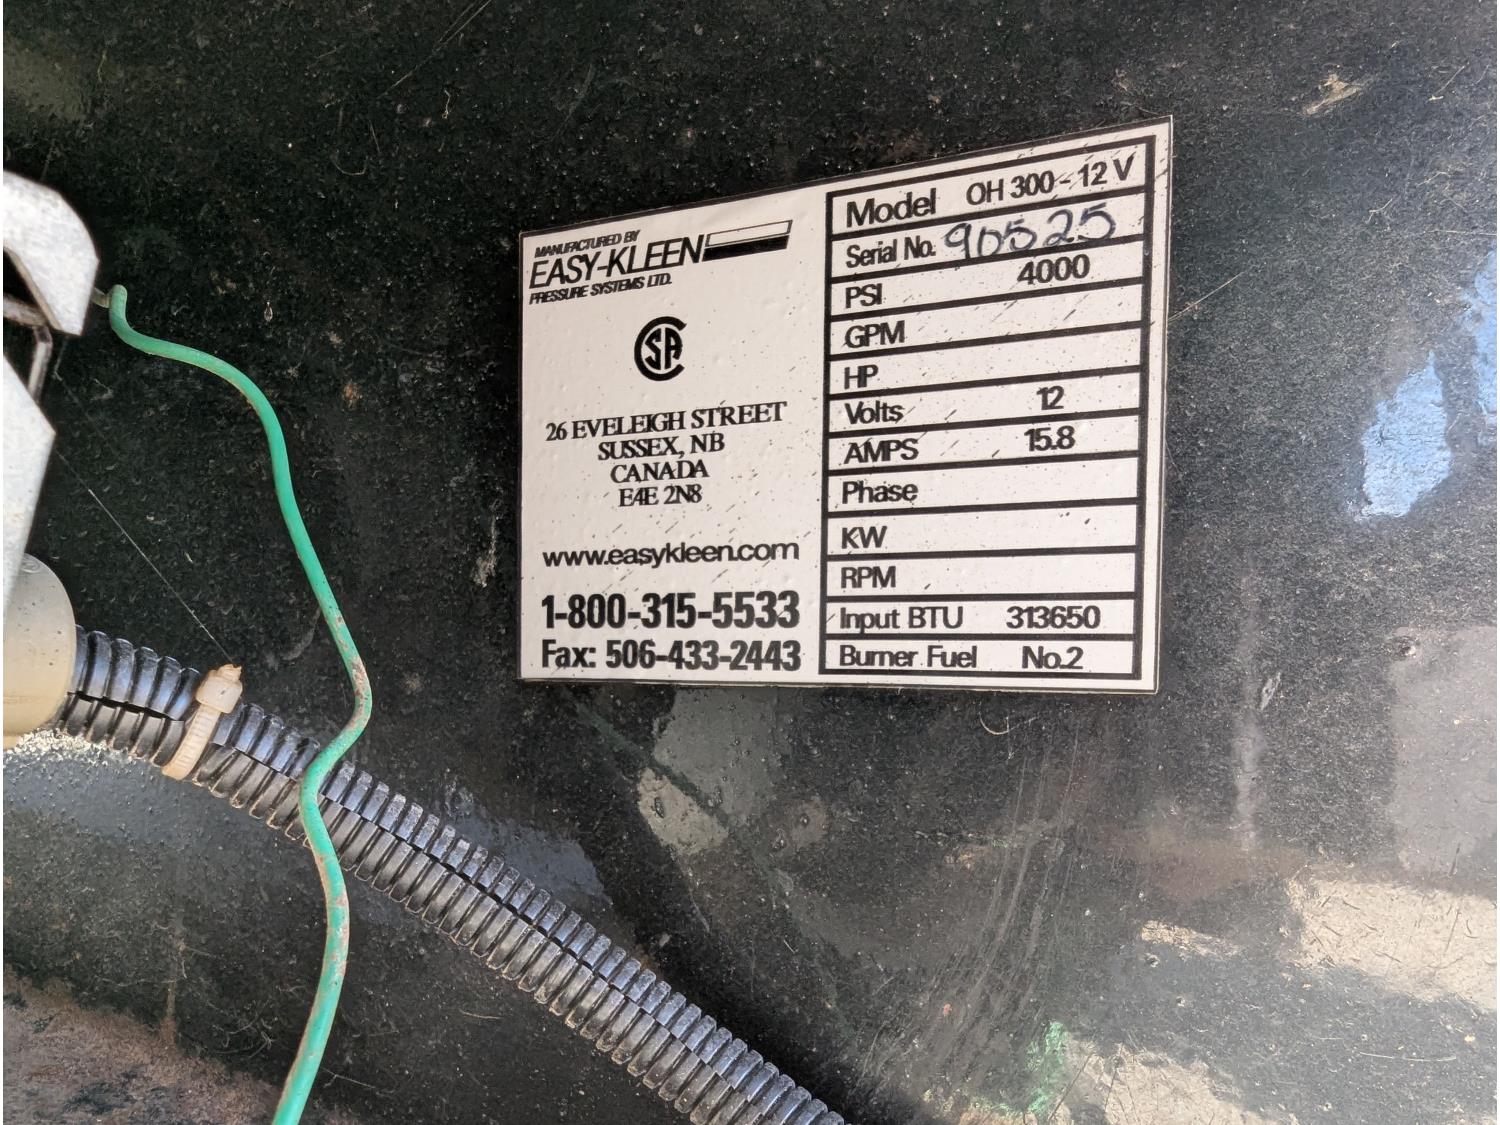 MANUFACTURED BY
EASY-KLEEN
PRESSURE SYSTEMS LTD.
CSA
26 EVELEIGH STREET
SUSSEX, NB
CANADA
E4E 2N8
www.easykleen.com
1-800-315-5533
Fax: 506-433-2443
Model OH 300-12 V
Serial No. 90525
PSI 4000
GPM
HP
Volts 12
AMPS 15.8
Phase
KW
RPM
Input BTU 313650
Burner Fuel No.2